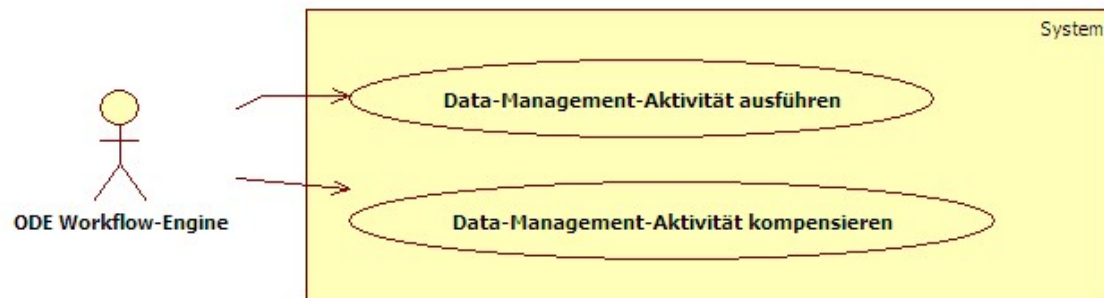 System
Data-Management-Aktivität ausführen
ODE Workflow-Engine
Data-Management-Aktivität kompensieren